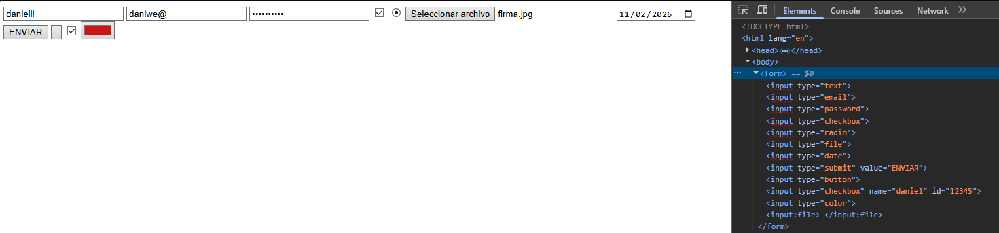 danielll daniwe@ •••••••••• Seleccionar archivo firma.jpg 11/02/2026
ENVIAR
Elements Console Sources Network
<!DOCTYPE html>
<html lang="en">
<head> ••• </head>
<body>
••• <form> == $0
<input type="text">
<input type="email">
<input type="password">
<input type="checkbox">
<input type="radio">
<input type="file">
<input type="date">
<input type="submit" value="ENVIAR">
<input type="button">
<input type="checkbox" name="daniel" id="12345">
<input type="color">
<input:file> </input:file>
</form>